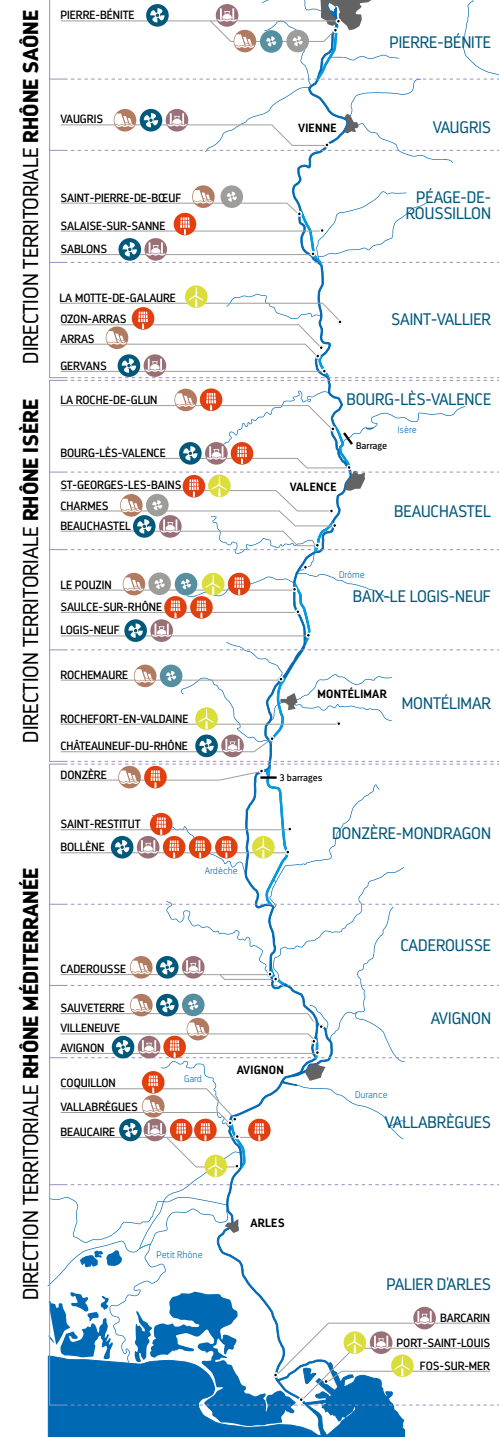 DIRECTION TERRITORIALE RHÔNE SAÔNE
PIERRE-BÉNITE
PIERRE-BÉNITE
VAUGRIS
VIENNE
VAUGRIS
SAINT-PIERRE-DE-BŒUF
PÉAGE-DE-
ROUSSILLON
SALAISE-SUR-SANNE
SABLONS
LA MOTTE-DE-GALAURE
OZON-ARRAS
SAINT-VALLIER
ARRAS
GERVANS
DIRECTION TERRITORIALE RHÔNE ISÈRE
LA ROCHE-DE-GLUN
BOURG-LÈS-VALENCE
Isère
Barrage
BOURG-LÈS-VALENCE
ST-GEORGES-LES-BAINS
VALENCE
CHARMES
BEAUCHASTEL
BEAUCHASTEL
Drôme
LE POUZIN
BAIX-LE LOGIS-NEUF
SAULCE-SUR-RHÔNE
LOGIS-NEUF
ROCHEMAURE
MONTÉLIMAR
MONTÉLIMAR
ROCHEFORT-EN-VALDAINE
CHÂTEAUNEUF-DU-RHÔNE
DIRECTION TERRITORIALE RHÔNE MÉDITERRANÉE
DONZÈRE
3 barrages
SAINT-RESTITUT
DONZÈRE-MONDRAGON
BOLLÈNE
Ardèche
CADEROUSSE
CADEROUSSE
SAUVETERRE
AVIGNON
VILLENEUVE
AVIGNON
AVIGNON
COQUILLON
Gard
Durance
VALLABRÈGUES
VALLABRÈGUES
BEAUCAIRE
ARLES
Petit Rhône
PALIER D'ARLES
BARCARIN
PORT-SAINT-LOUIS
FOS-SUR-MER